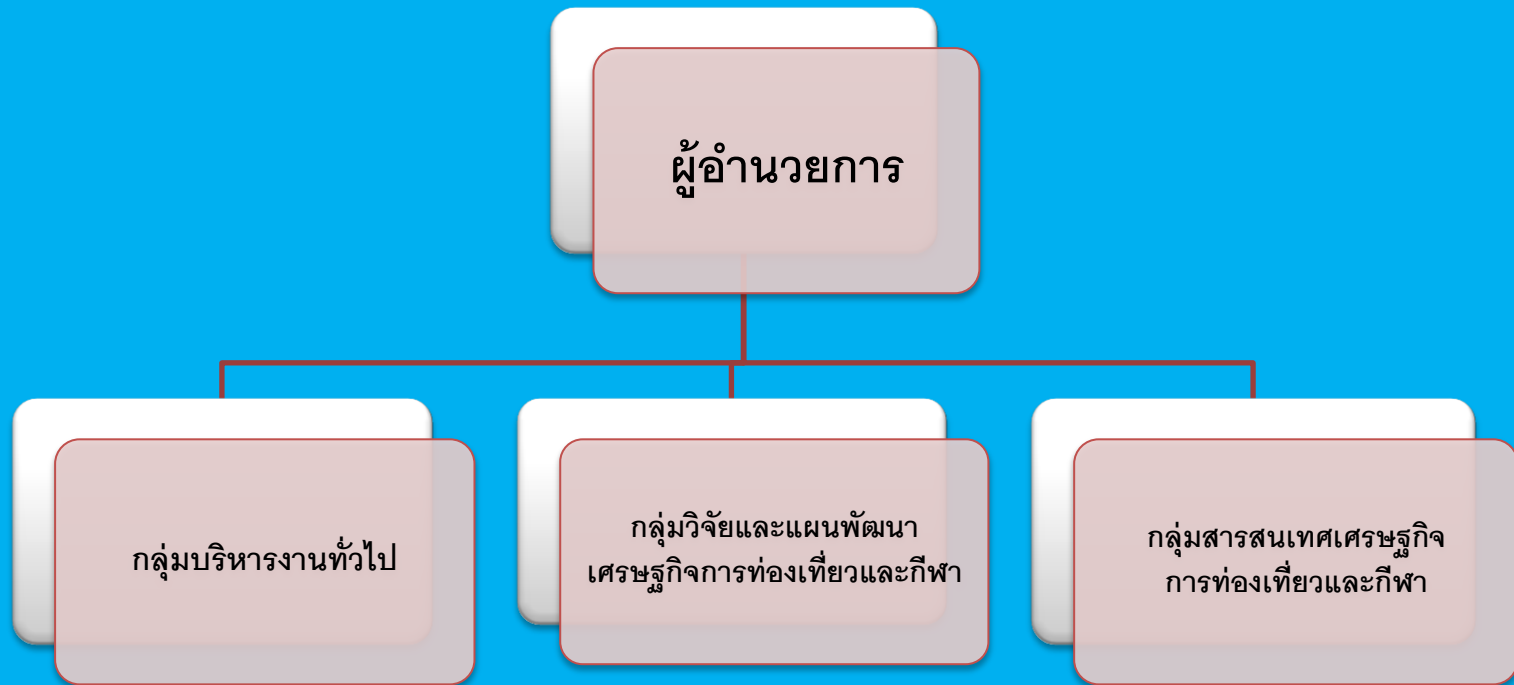 ผู้อำนวยการ
กลุ่มบริหารงานทั่วไป
กลุ่มวิจัยและแผนพัฒนา
เศรษฐกิจการท่องเที่ยวและกีฬา
กลุ่มสารสนเทศเศรษฐกิจ
การท่องเที่ยวและกีฬา